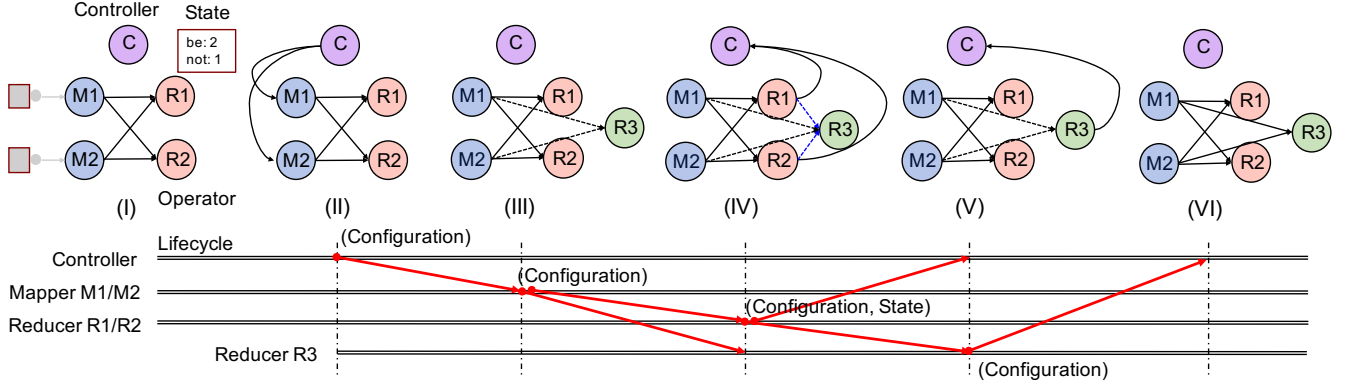 Controller
State
be: 2
not: 1
C
M1
R1
M2
R2
Operator
(I)
C
M1
R1
M2
R2
(II)
C
M1
R1
R3
M2
R2
(III)
C
M1
R1
R3
M2
R2
(IV)
C
M1
R1
R3
M2
R2
(V)
C
M1
R1
R3
M2
R2
(VI)
Lifecycle
(Configuration)
Controller
(Configuration)
Mapper M1/M2
(Configuration, State)
Reducer R1/R2
Reducer R3
(Configuration)